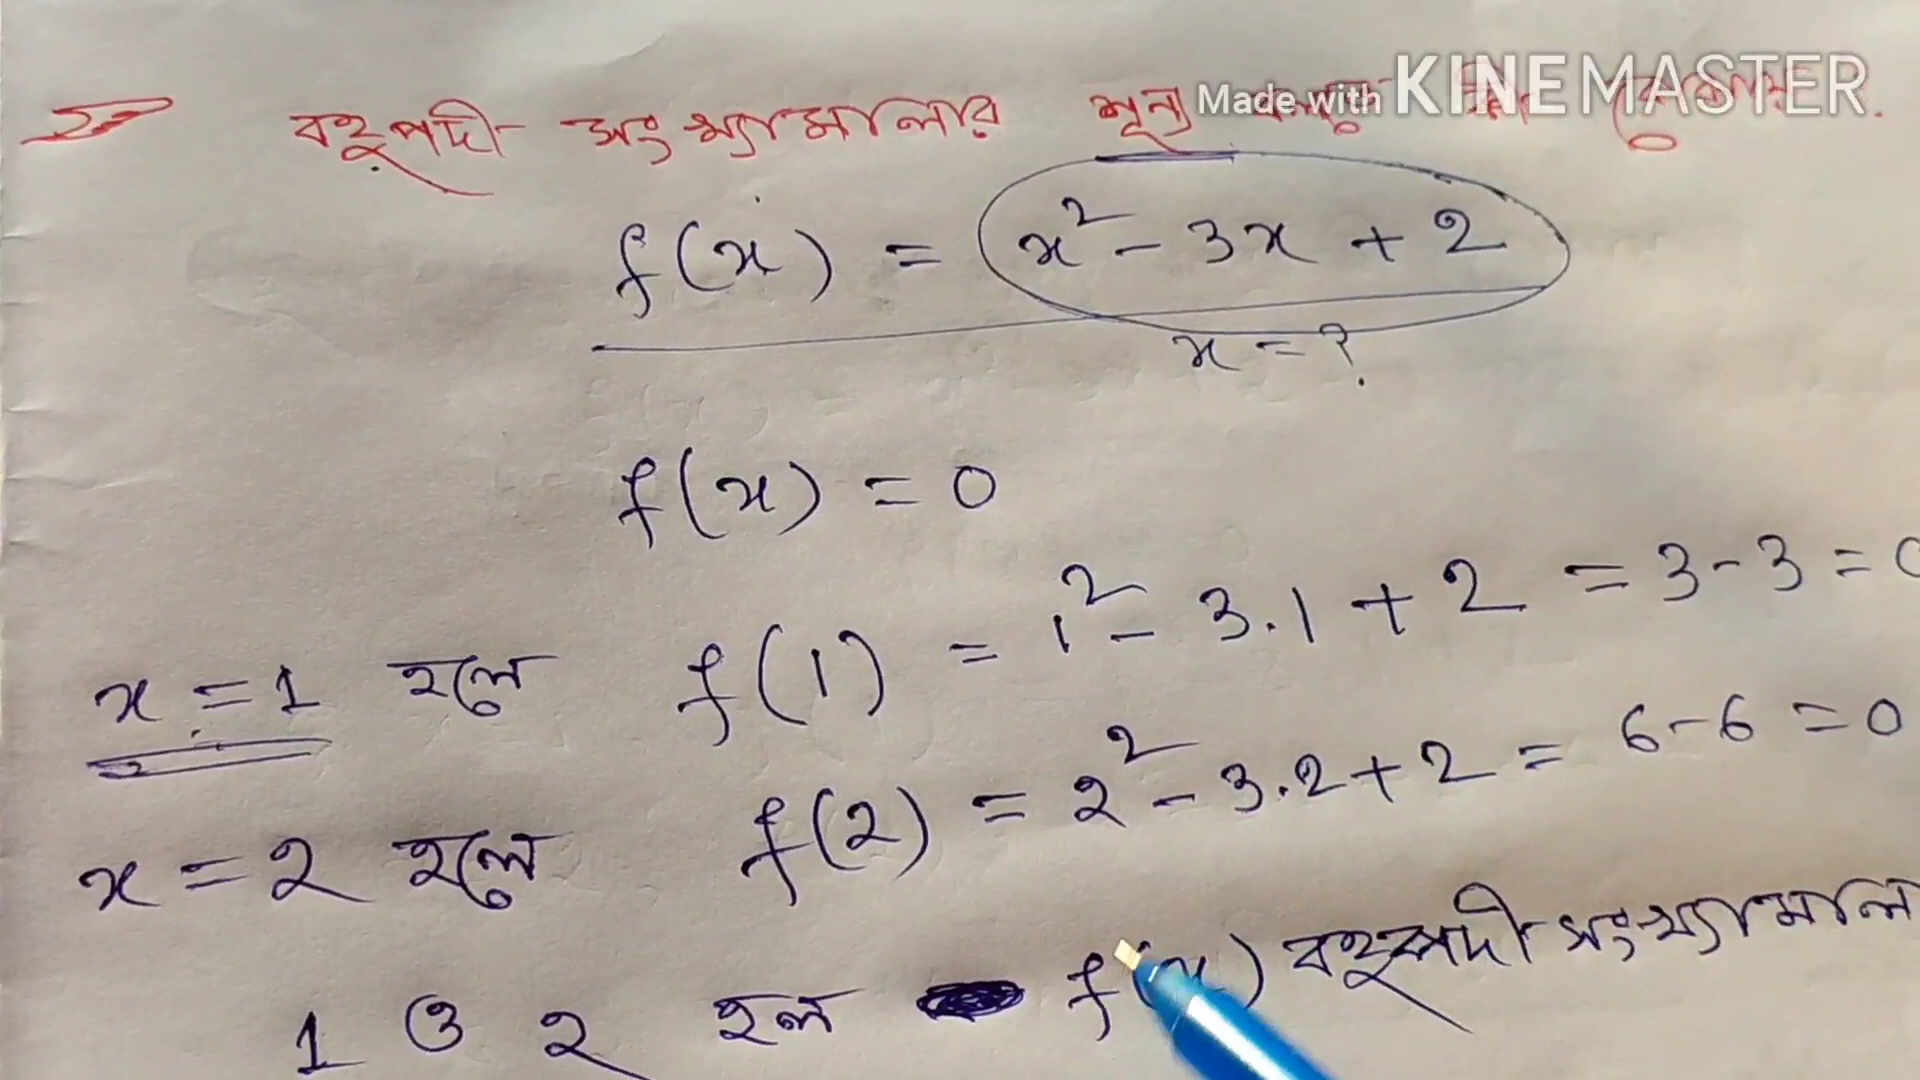 বহুপদী সংখ্যামালার শূন্য
Made with KINEMASTER
f(x) = x² - 3x + 2
x = ?
f(x) = 0
x = 1 হলে f(1) = 1² - 3.1 + 2 = 3 - 3 = 0
x = 2 হলে f(2) = 2² - 3.2 + 2 = 6 - 6 = 0
1 ও 2 হল f(x) বহুপদী সংখ্যামালা